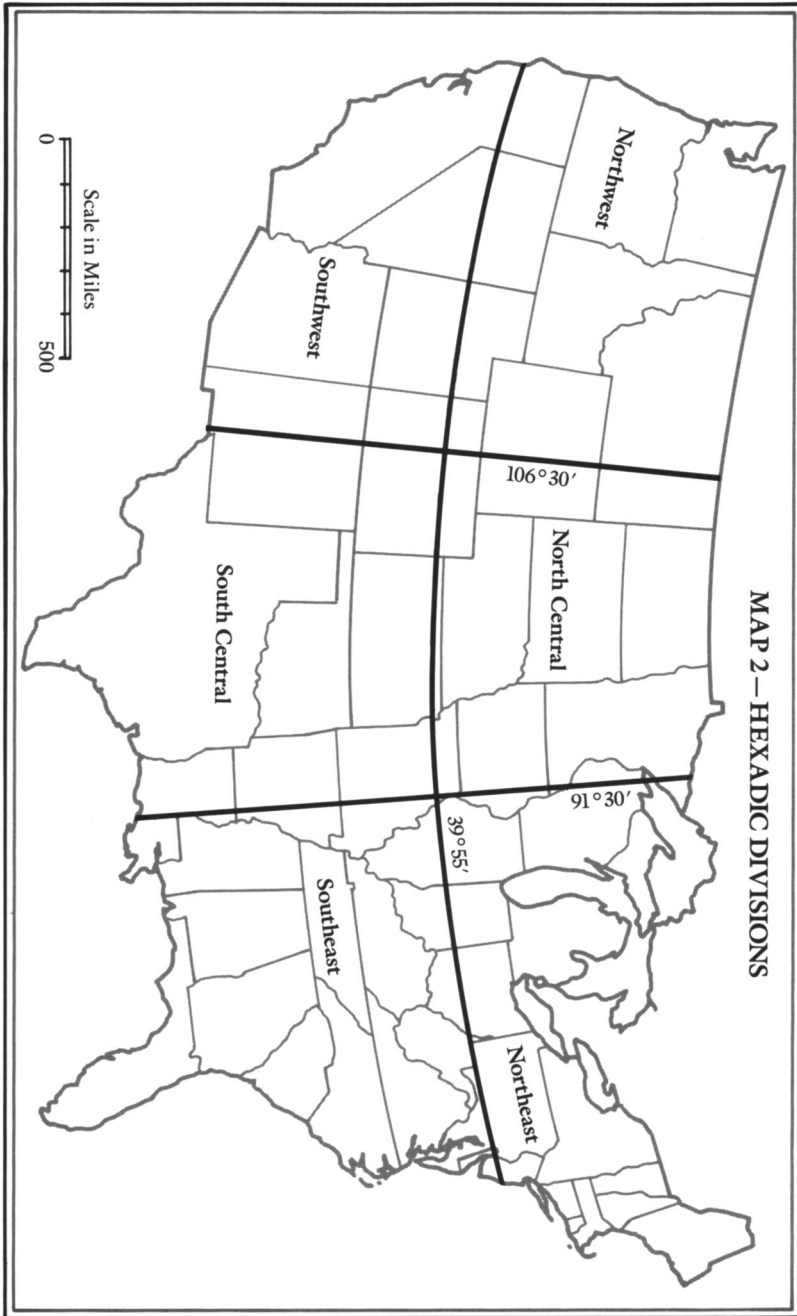 MAP 2 — HEXADIC DIVISIONS
Northwest
North Central
Northeast
106°30′
91°30′
39°55′
Southwest
South Central
Southeast
Scale in Miles
0 500